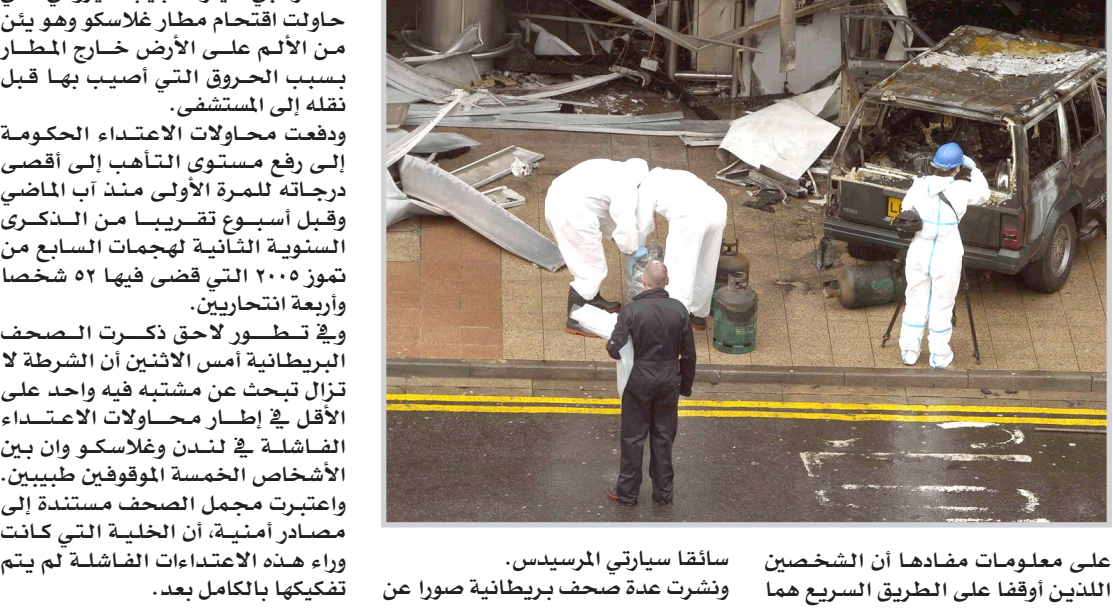 على معلومات مفادها أن الشخصين
اللذين أوقفا على الطريق السريع هما
سائقا سيارتي المرسيدس.
ونشرت عدة صحف بريطانية صورا عن
حاولت اقتحام مطار غلاسكو وهو يئن
من الألم على الأرض خارج المطار
بسبب الحروق التي أصيب بها قبل
نقله إلى المستشفى.
ودفعت محاولات الاعتداء الحكومة
إلى رفع مستوى التأهب إلى أقصى
درجاته للمرة الأولى منذ آب الماضي
وقبل أسبوع تقريبا من الذكرى
السنوية الثانية لهجمات السابع من
تموز ٢٠٠٥ التي قضى فيها ٥٢ شخصا
وأربعة انتحاريين.
وفي تطور لاحق ذكرت الصحف
البريطانية أمس الاثنين أن الشرطة لا
تزال تبحث عن مشتبه فيه واحد على
الأقل في إطار محاولات الاعتداء
الفاشلة في لندن وغلاسكو وان بين
الأشخاص الخمسة الموقوفين طبيبين.
واعتبرت مجمل الصحف مستندة إلى
مصادر أمنية، أن الخلية التي كانت
وراء هذه الاعتداءات الفاشلة لم يتم
تفكيكها بالكامل بعد.